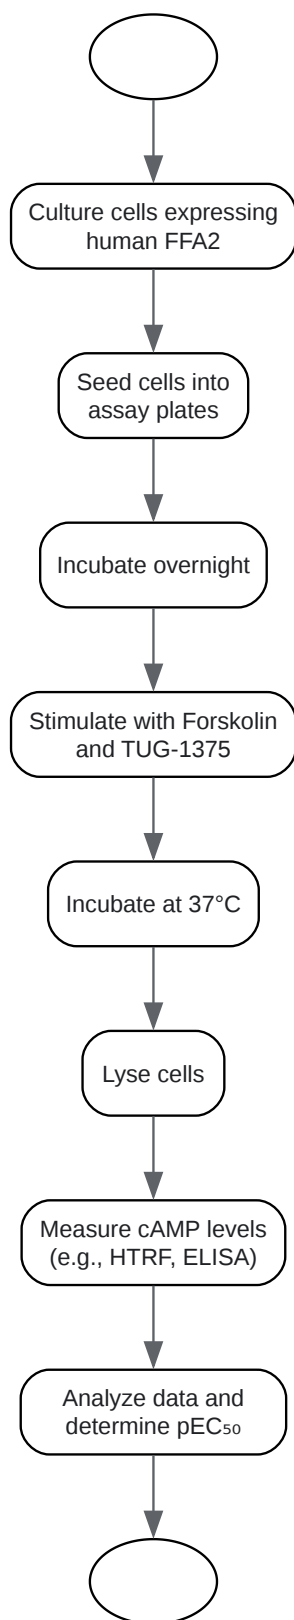 Culture cells expressing
human FFA2
Seed cells into
assay plates
Incubate overnight
Stimulate with Forskolin
and TUG-1375
Incubate at 37°C
Lyse cells
Measure cAMP levels
(e.g., HTRF, ELISA)
Analyze data and
determine pEC₅₀